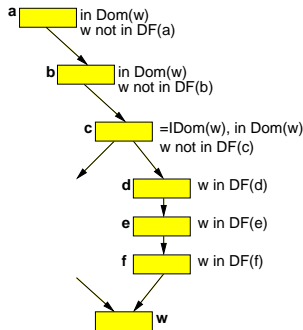 a
in Dom(w)
w not in DF(a)
b
in Dom(w)
w not in DF(b)
c
=IDom(w), in Dom(w)
w not in DF(c)
d
w in DF(d)
e
w in DF(e)
f
w in DF(f)
w